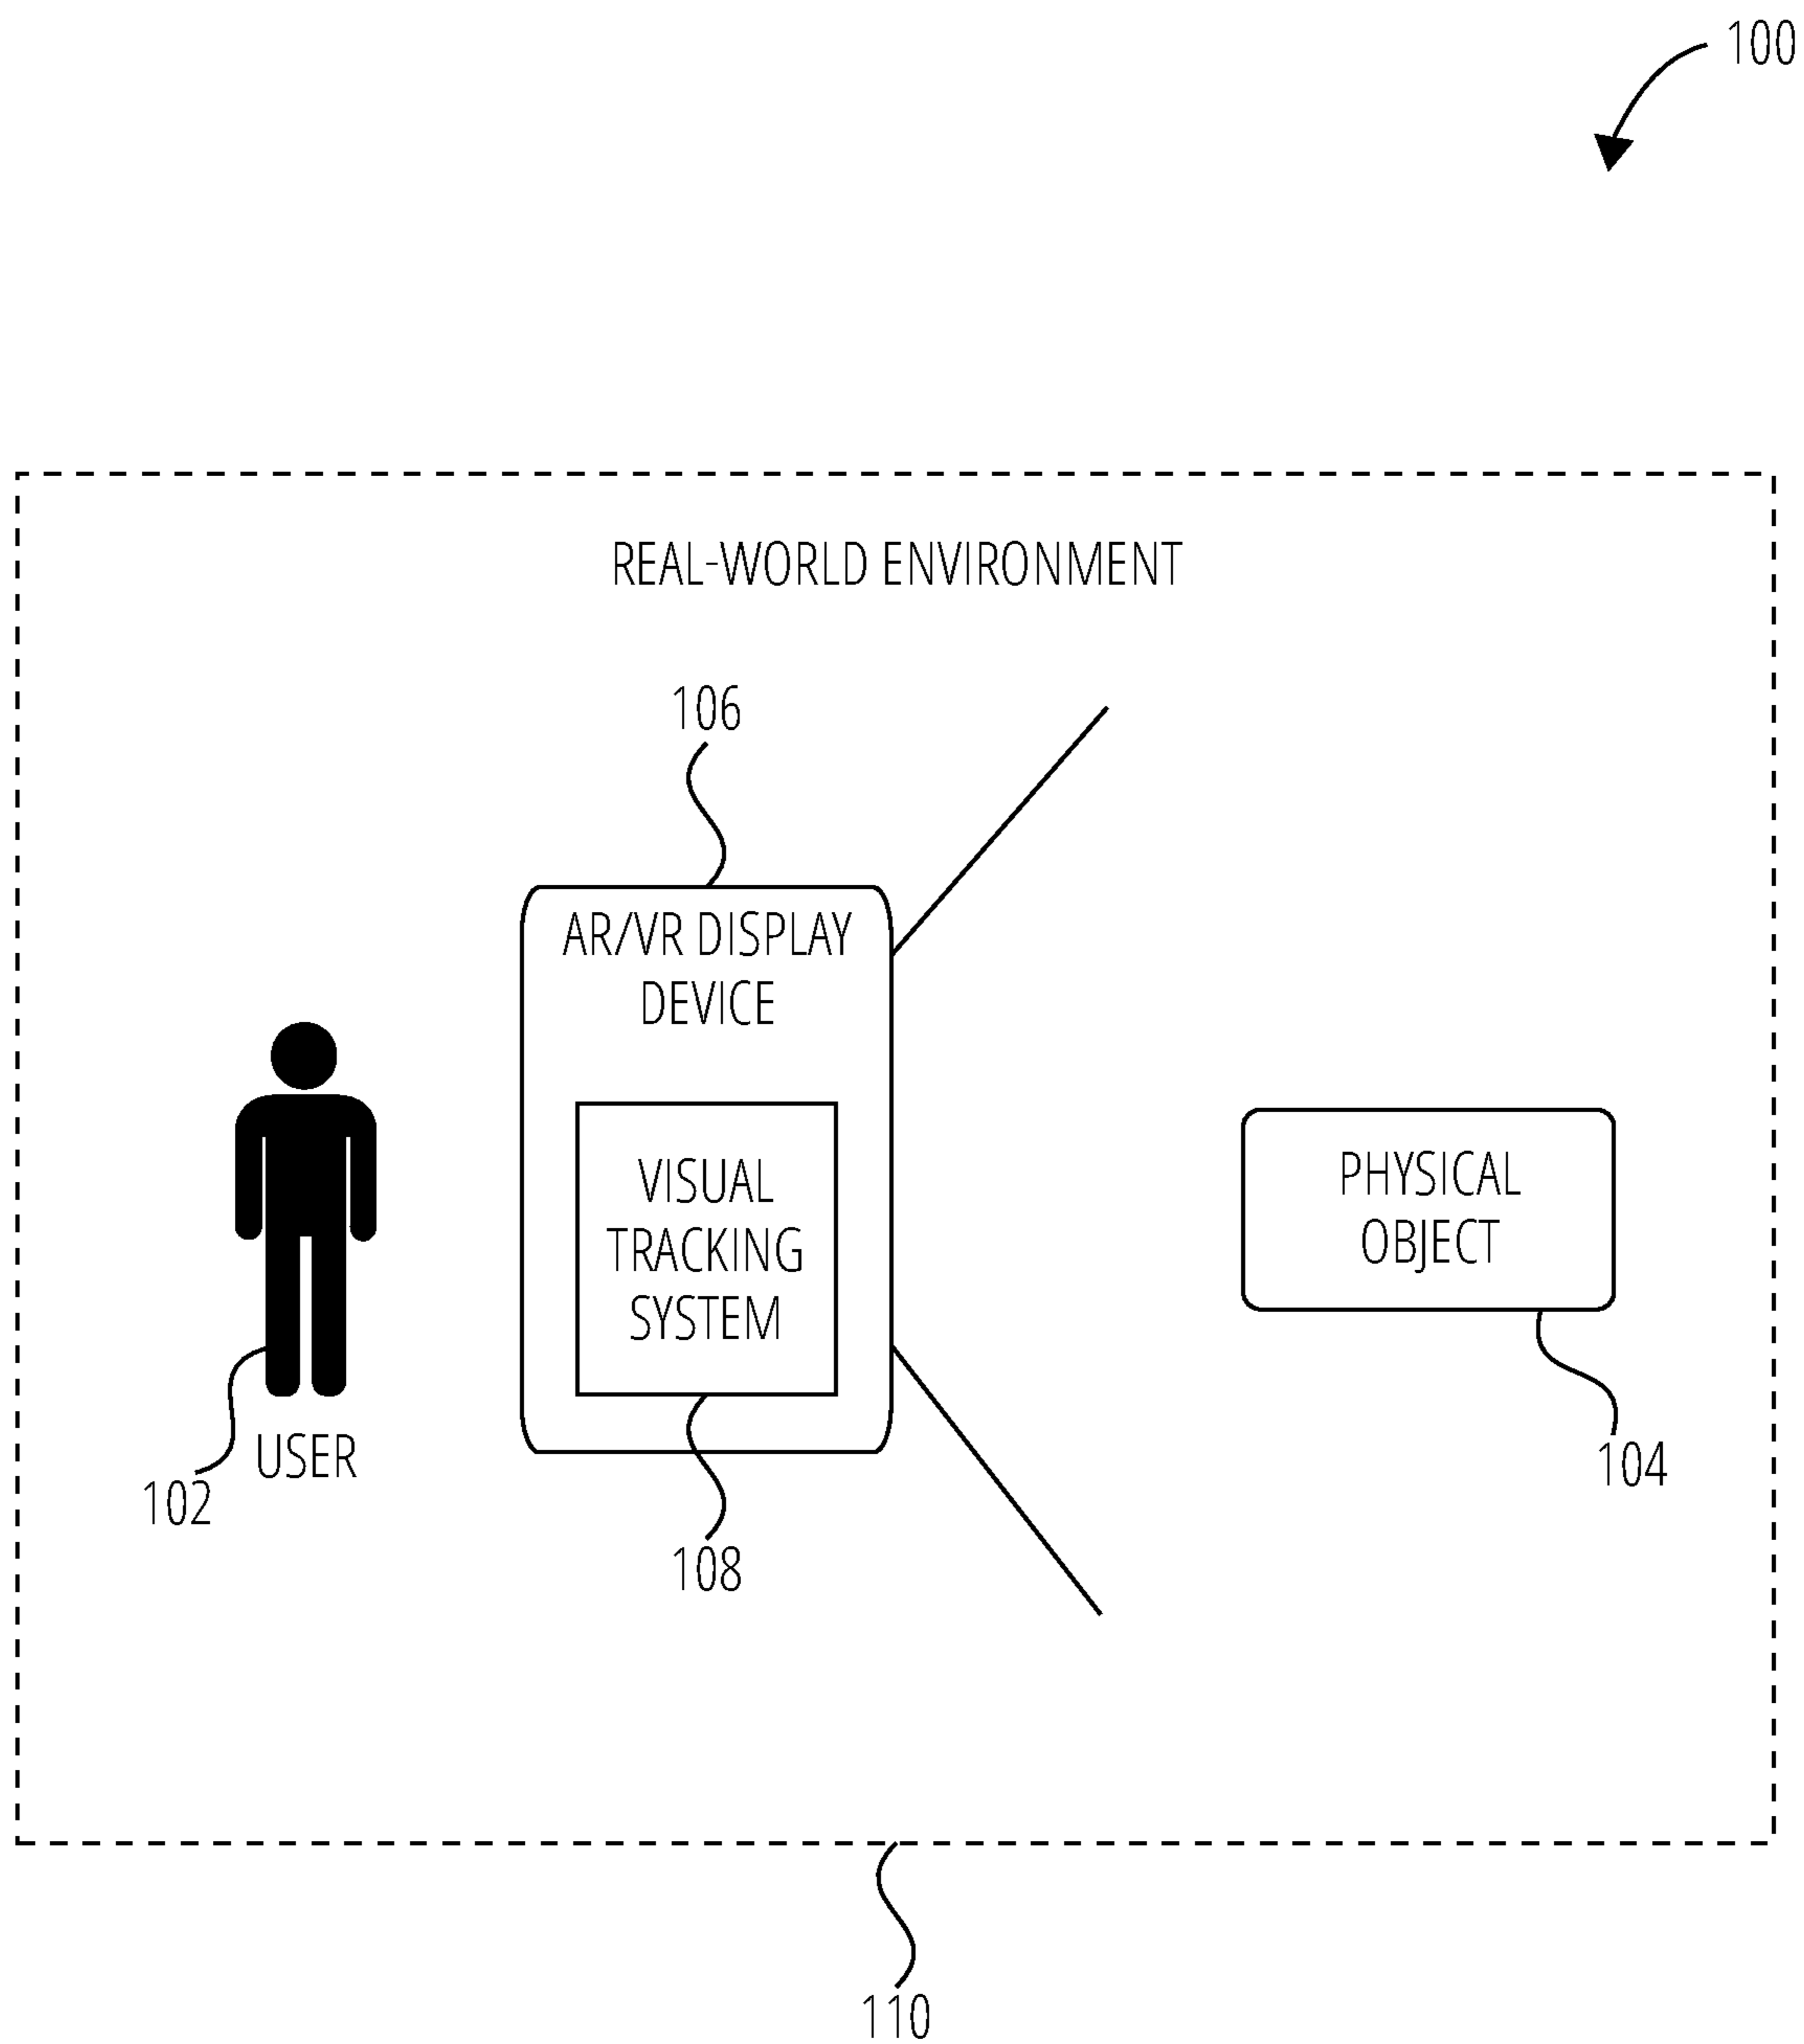 100
REAL-WORLD ENVIRONMENT
106
AR/VR DISPLAY
DEVICE
VISUAL
TRACKING
SYSTEM
PHYSICAL
OBJECT
USER
102
108
104
110